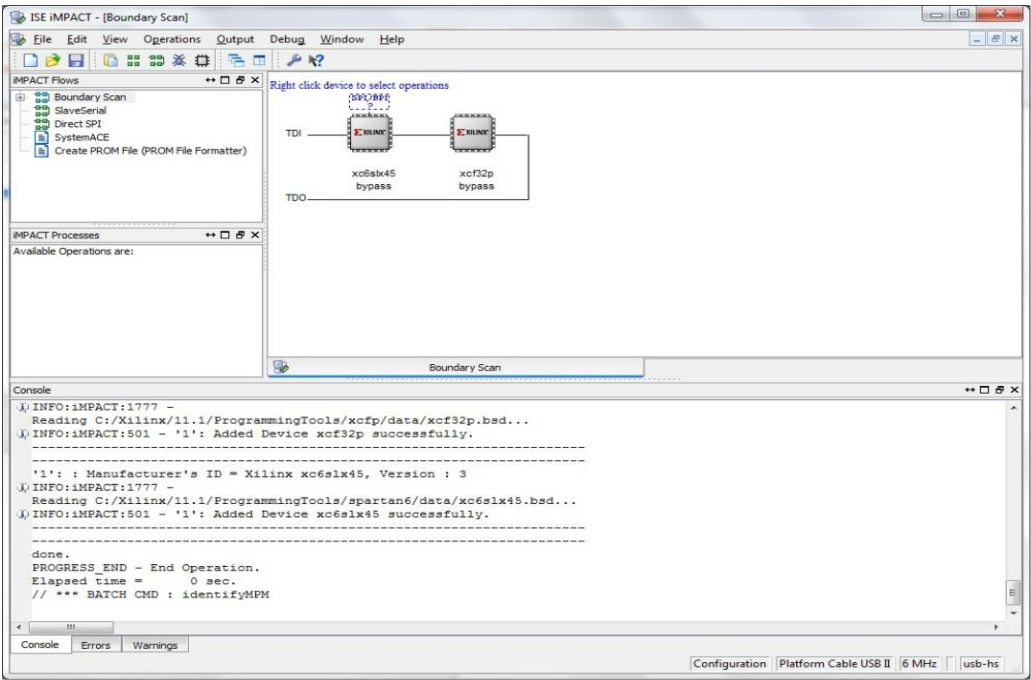 ISE iMPACT - [Boundary Scan]
File Edit View Operations Output Debug Window Help
iMPACT Flows
Boundary Scan
SlaveSerial
Direct SPI
SystemACE
Create PROM File (PROM File Formatter)
Right click device to select operations
SPI/BPI
?
TDI
XILINX
XILINX
xc6slx45
bypass
xcf32p
bypass
TDO
iMPACT Processes
Available Operations are:
Boundary Scan
Console
INFO:iMPACT:1777 -
Reading C:/Xilinx/11.1/ProgrammingTools/xcfp/data/xcf32p.bsd...
INFO:iMPACT:501 - '1': Added Device xcf32p successfully.
----------------------------------------------------------------------
----------------------------------------------------------------------
'1': : Manufacturer's ID = Xilinx xc6slx45, Version : 3
INFO:iMPACT:1777 -
Reading C:/Xilinx/11.1/ProgrammingTools/spartan6/data/xc6slx45.bsd...
INFO:iMPACT:501 - '1': Added Device xc6slx45 successfully.
----------------------------------------------------------------------
----------------------------------------------------------------------
done.
PROGRESS_END - End Operation.
Elapsed time = 0 sec.
// *** BATCH CMD : identifyMPM
Console Errors Warnings
Configuration Platform Cable USB II 6 MHz usb-hs